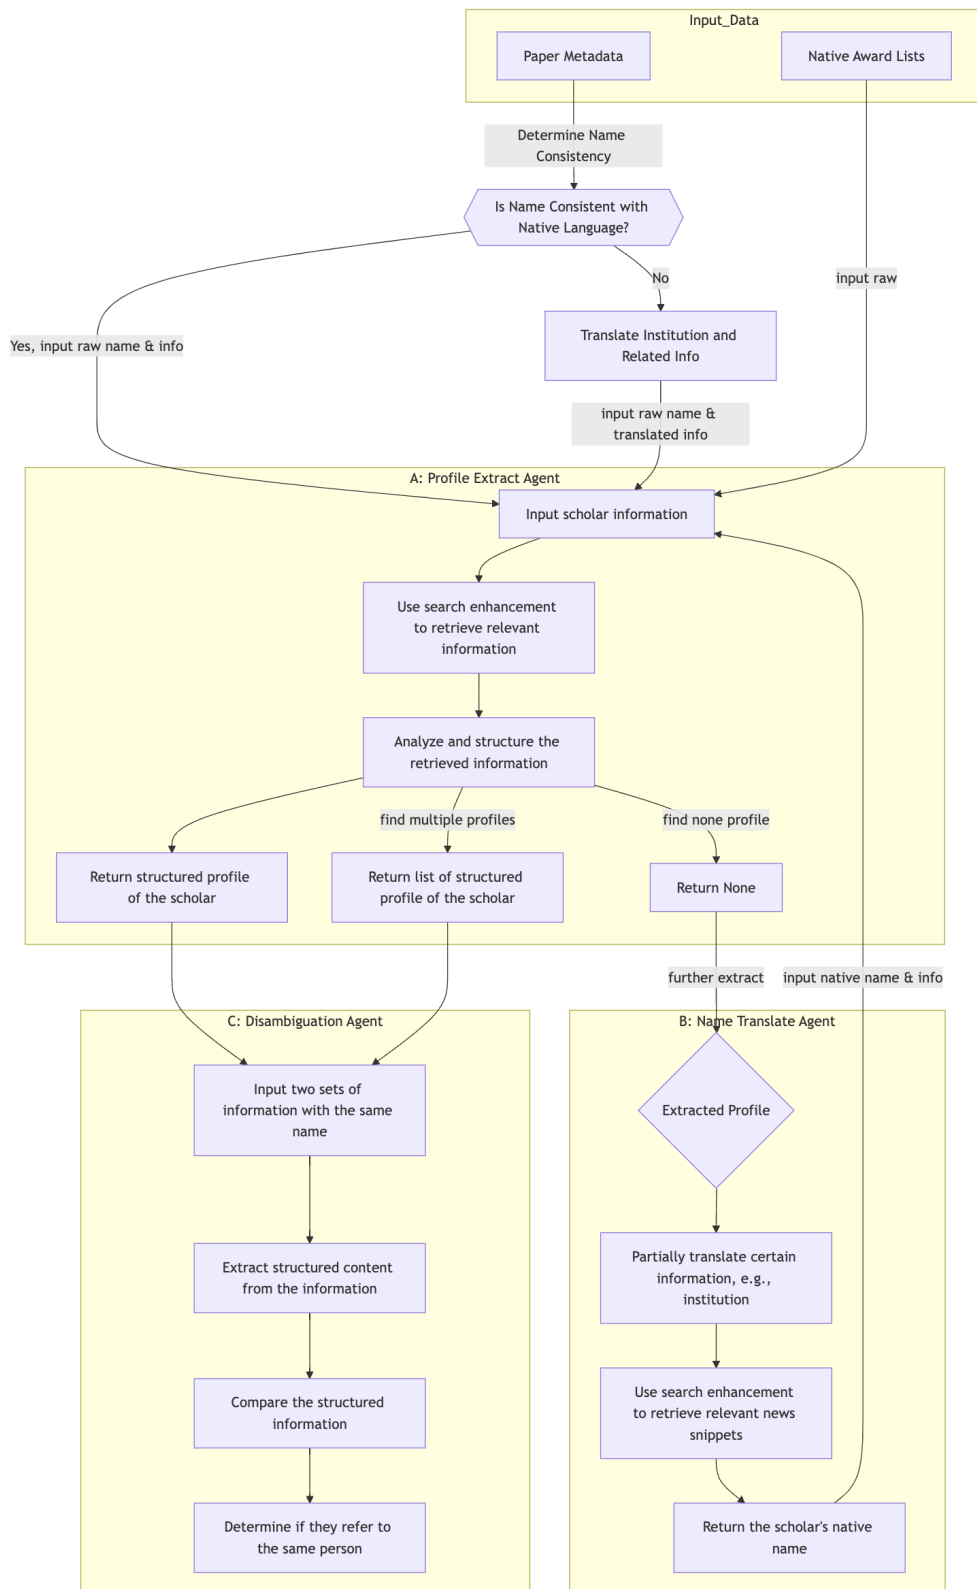 Input_Data
Paper Metadata
Native Award Lists
Determine Name
Consistency
Is Name Consistent with
Native Language?
No
input raw
Yes, input raw name & info
Translate Institution and
Related Info
input raw name &
translated info
A: Profile Extract Agent
Input scholar information
Use search enhancement
to retrieve relevant
information
Analyze and structure the
retrieved information
find multiple profiles
find none profile
Return structured profile
of the scholar
Return list of structured
profile of the scholar
Return None
further extract
input native name & info
C: Disambiguation Agent
Input two sets of
information with the same
name
Extract structured content
from the information
Compare the structured
information
Determine if they refer to
the same person
B: Name Translate Agent
Extracted Profile
Partially translate certain
information, e.g.,
institution
Use search enhancement
to retrieve relevant news
snippets
Return the scholar's native
name